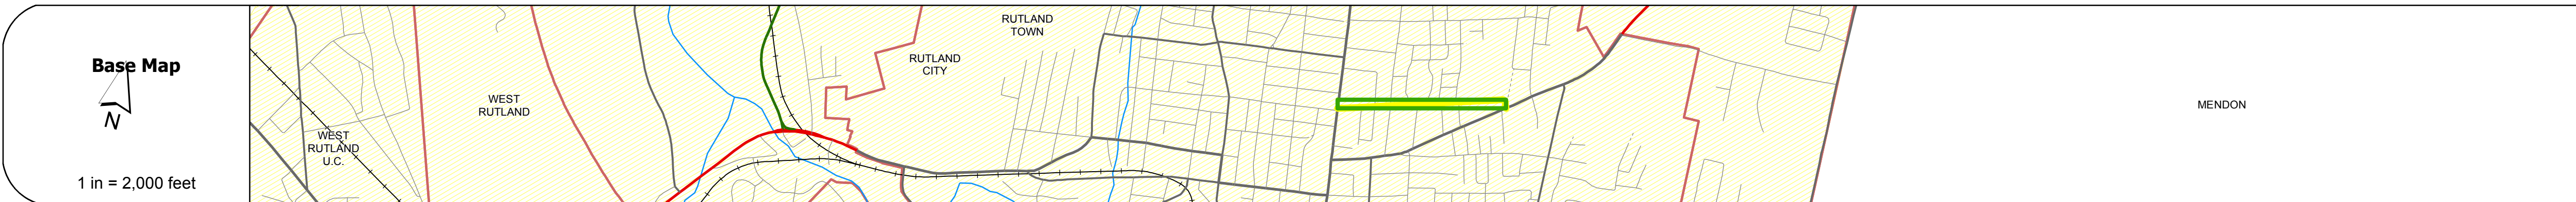 Base Map
N
1 in = 2,000 feet
WEST
RUTLAND
U.C.
WEST
RUTLAND
RUTLAND
CITY
RUTLAND
TOWN
MENDON